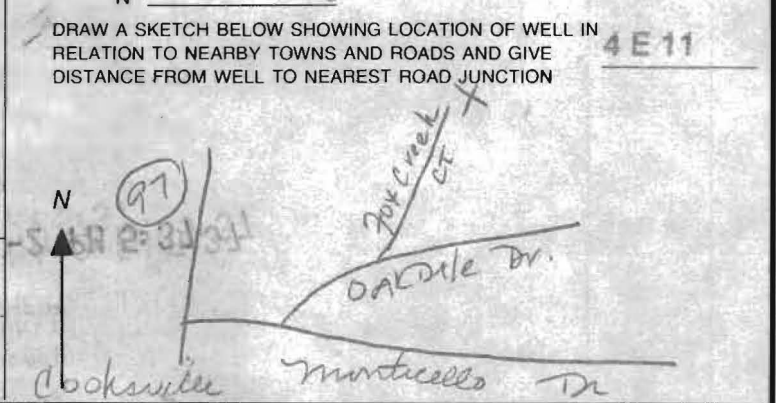 N
DRAW A SKETCH BELOW SHOWING LOCATION OF WELL IN
RELATION TO NEARBY TOWNS AND ROADS AND GIVE
DISTANCE FROM WELL TO NEAREST ROAD JUNCTION
4 E 11
X
Fox Creek
CT
N
97
OAKDAle Dr.
Cooksville
Monticello Dr